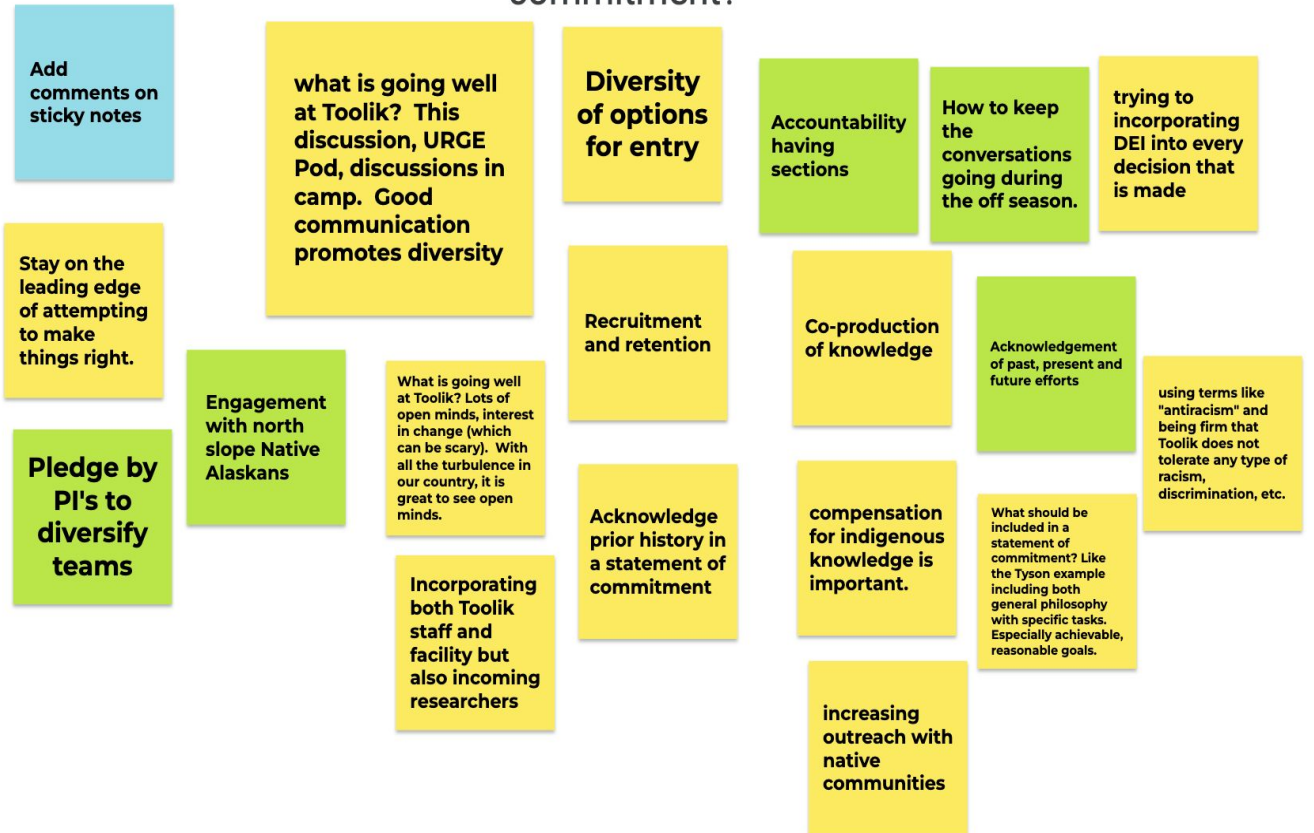 commitment?
Add
comments on
sticky notes
what is going well
at Toolik? This
discussion, URGE
Pod, discussions in
camp. Good
communication
promotes diversity
Diversity
of options
for entry
Accountability
having
sections
How to keep
the
conversations
going during
the off season.
trying to
incorporating
DEI into every
decision that
is made
Stay on the
leading edge
of attempting
to make
things right.
Engagement
with north
slope Native
Alaskans
What is going well
at Toolik? Lots of
open minds, interest
in change (which
can be scary). With
all the turbulence in
our country, it is
great to see open
minds.
Recruitment
and retention
Co-production
of knowledge
Acknowledgement
of past, present and
future efforts
using terms like
"antiracism" and
being firm that
Toolik does not
tolerate any type of
racism,
discrimination, etc.
Pledge by
PI's to
diversify
teams
Incorporating
both Toolik
staff and
facility but
also incoming
researchers
Acknowledge
prior history in
a statement of
commitment
compensation
for indigenous
knowledge is
important.
What should be
included in a
statement of
commitment? Like
the Tyson example
including both
general philosophy
with specific tasks.
Especially achievable,
reasonable goals.
increasing
outreach with
native
communities